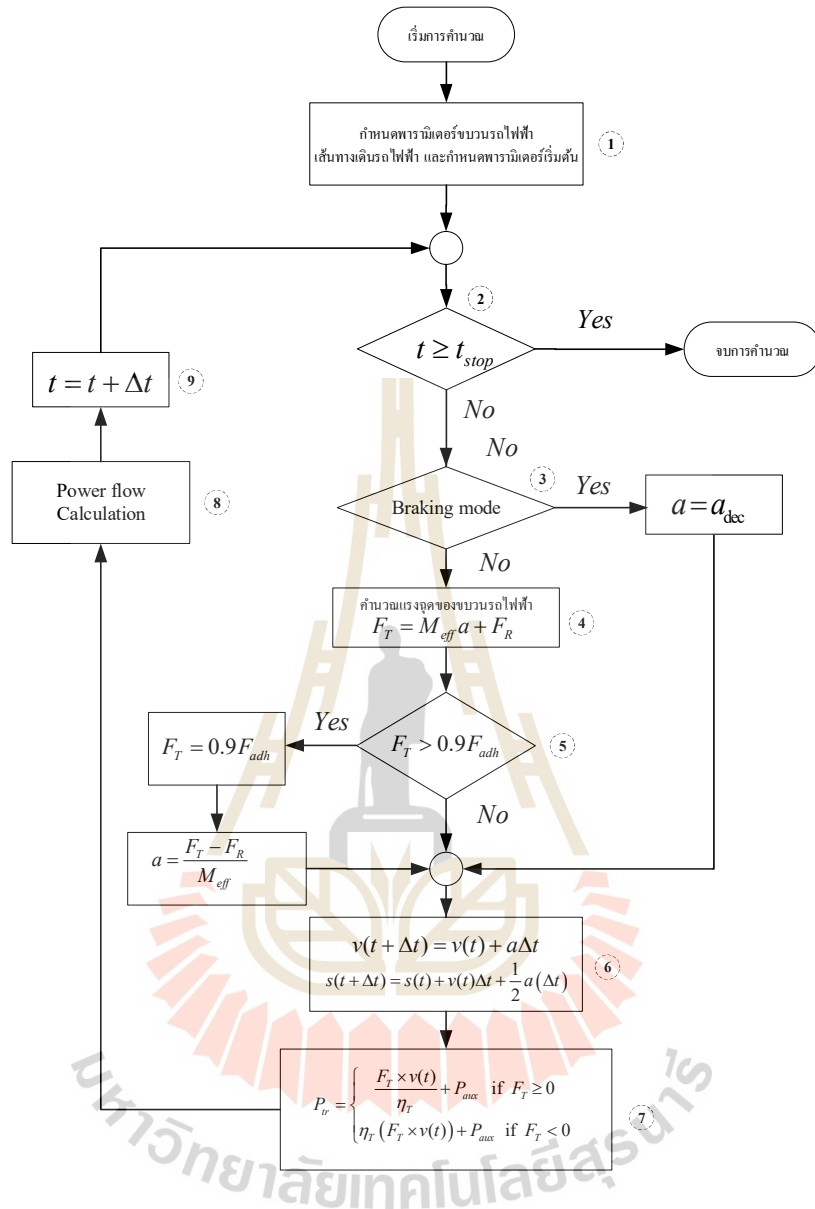 เริ่มการคำนวณ
กำหนดพารามิเตอร์ขบวนรถไฟฟ้า
เส้นทางเดินรถไฟฟ้า และกำหนดพารามิเตอร์เริ่มต้น
1
2
t ≥ t_stop
Yes
จบการคำนวณ
No
t = t + Δt
9
No
3
Braking mode
Yes
a = a_dec
Power flow
Calculation
8
No
คำนวณแรงฉุดของขบวนรถไฟฟ้า
F_T = M_eff a + F_R
4
Yes
F_T > 0.9F_adh
5
F_T = 0.9F_adh
No
a = (F_T − F_R) / M_eff
v(t + Δt) = v(t) + aΔt
s(t + Δt) = s(t) + v(t)Δt + 1/2 a(Δt)
6
P_tr = { (F_T × v(t)) / η_T + P_aux if F_T ≥ 0
η_T (F_T × v(t)) + P_aux if F_T < 0
7
มหาวิทยาลัยเทคโนโลยีสุรนารี